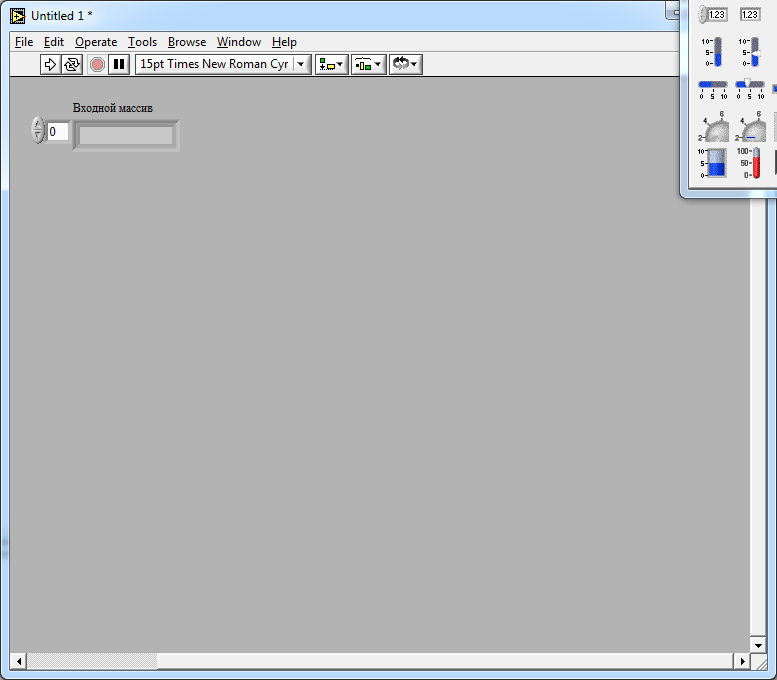 Untitled 1 *
File Edit Operate Tools Browse Window Help
15pt Times New Roman Cyr
Входной массив
0
1.23 1.23
10 10
5 5
0 0
0 5 10 0 5 10
4 6 4 6
2 2
10 100
5 50
0 0